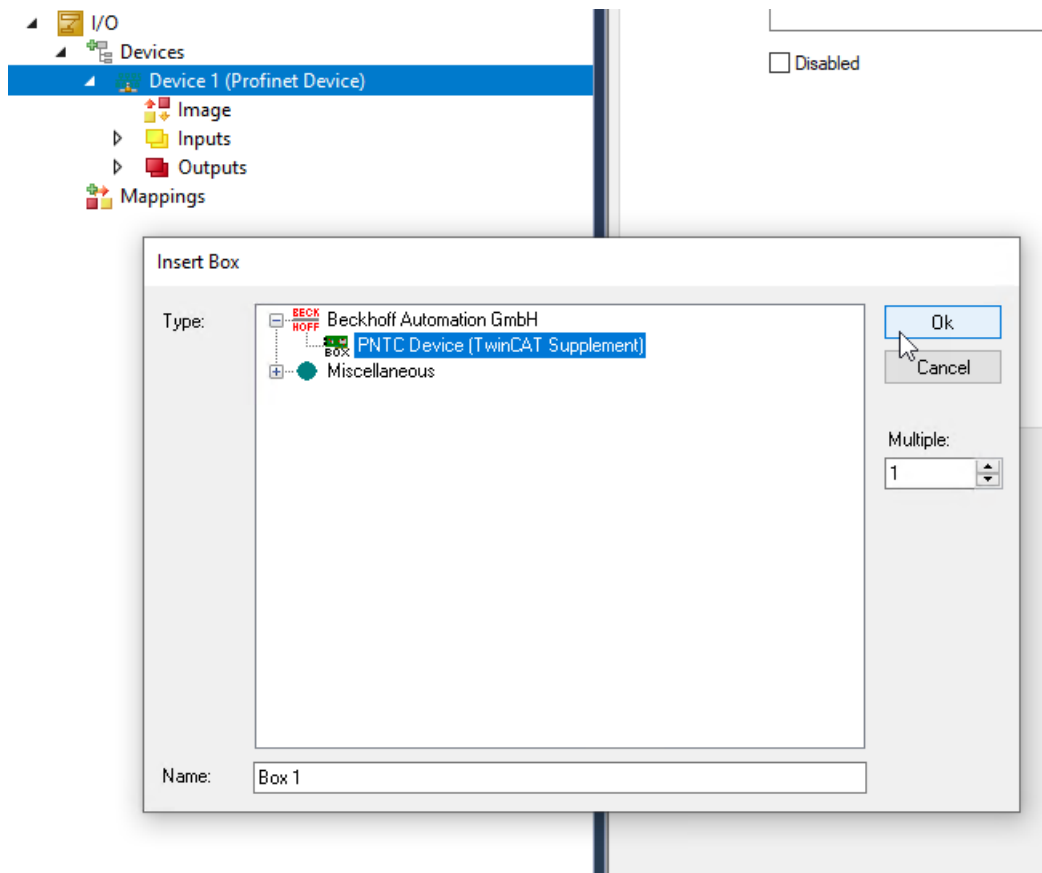 I/O
Devices
Disabled
Device 1 (Profinet Device)
Image
Inputs
Outputs
Mappings
Insert Box
Type:
BECK
HOFF
Beckhoff Automation GmbH
BOX
PNTC Device (TwinCAT Supplement)
Miscellaneous
Ok
Cancel
Multiple:
1
Name:
Box 1